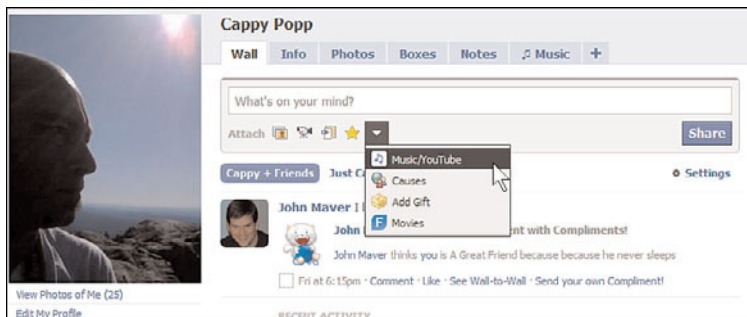 Cappy Popp
Wall Info Photos Boxes Notes Music +
What's on your mind?
Attach
Share
Music/YouTube
Causes
Add Gift
Movies
Cappy + Friends Just Ca
Settings
John Maver
John
nt with Compliments!
John Maver thinks you is A Great Friend because because he never sleeps
Fri at 6:15pm · Comment · Like · See Wall-to-Wall · Send your own Compliment!
RECENT ACTIVITY
View Photos of Me (25)
Edit My Profile